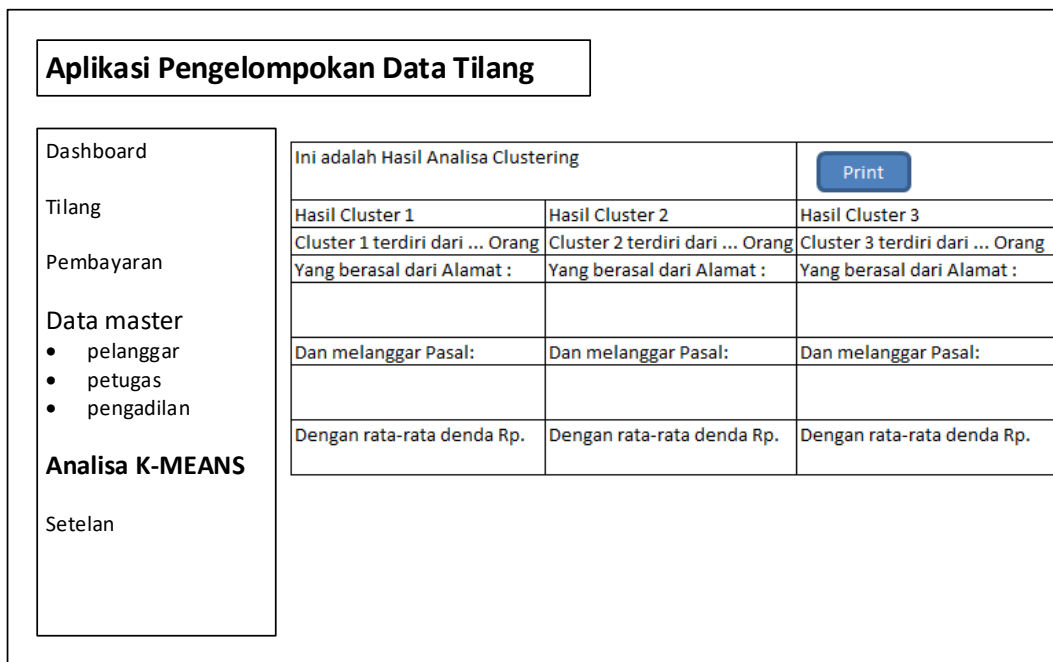 Aplikasi Pengelompokan Data Tilang
Dashboard
Tilang
Pembayaran
Data master
• pelanggar
• petugas
• pengadilan
Analisa K-MEANS
Setelan
Ini adalah Hasil Analisa Clustering
Print
Hasil Cluster 1 Hasil Cluster 2 Hasil Cluster 3
Cluster 1 terdiri dari ... Orang Cluster 2 terdiri dari ... Orang Cluster 3 terdiri dari ... Orang
Yang berasal dari Alamat : Yang berasal dari Alamat : Yang berasal dari Alamat :
Dan melanggar Pasal: Dan melanggar Pasal: Dan melanggar Pasal:
Dengan rata-rata denda Rp. Dengan rata-rata denda Rp. Dengan rata-rata denda Rp.